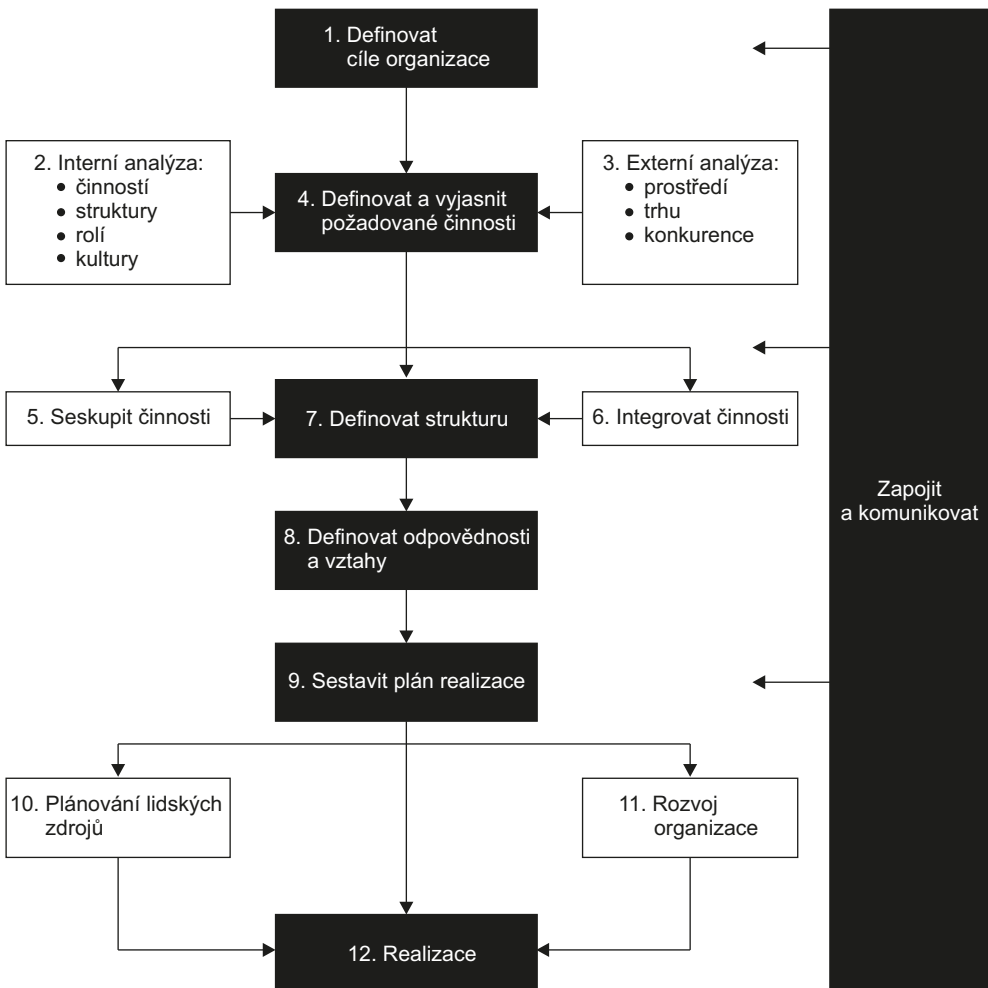 1. Definovat
cíle organizace
2. Interní analýza:
• činností
• struktury
• rolí
• kultury
3. Externí analýza:
• prostředí
• trhu
• konkurence
4. Definovat a vyjasnit
požadované činnosti
5. Seskupit činnosti
7. Definovat strukturu
6. Integrovat činnosti
Zapojit
a komunikovat
8. Definovat odpovědnosti
a vztahy
9. Sestavit plán realizace
10. Plánování lidských
zdrojů
11. Rozvoj
organizace
12. Realizace